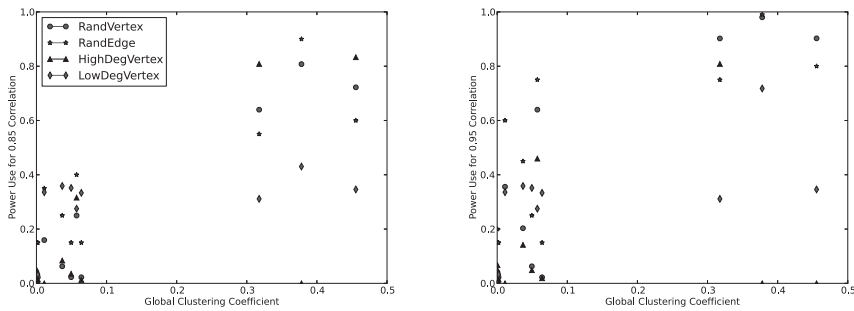 1.0
0.8
0.6
0.4
0.2
0.0
Power Use for 0.85 Correlation
RandVertex
RandEdge
HighDegVertex
LowDegVertex
0.0 0.1 0.2 0.3 0.4 0.5
Global Clustering Coefficient
1.0
0.8
0.6
0.4
0.2
0.0
Power Use for 0.95 Correlation
0.0 0.1 0.2 0.3 0.4 0.5
Global Clustering Coefficient